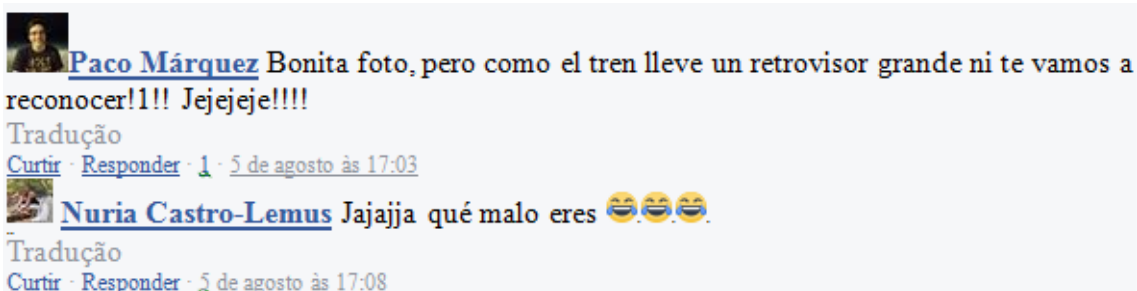 Paco Márquez Bonita foto, pero como el tren lleve un retrovisor grande ni te vamos a
reconocer!1!! Jejejeje!!!!
Tradução
Curtir · Responder · 1 · 5 de agosto às 17:03
Nuria Castro-Lemus Jajajja qué malo eres 😂😂😂
Tradução
Curtir · Responder · 5 de agosto às 17:08